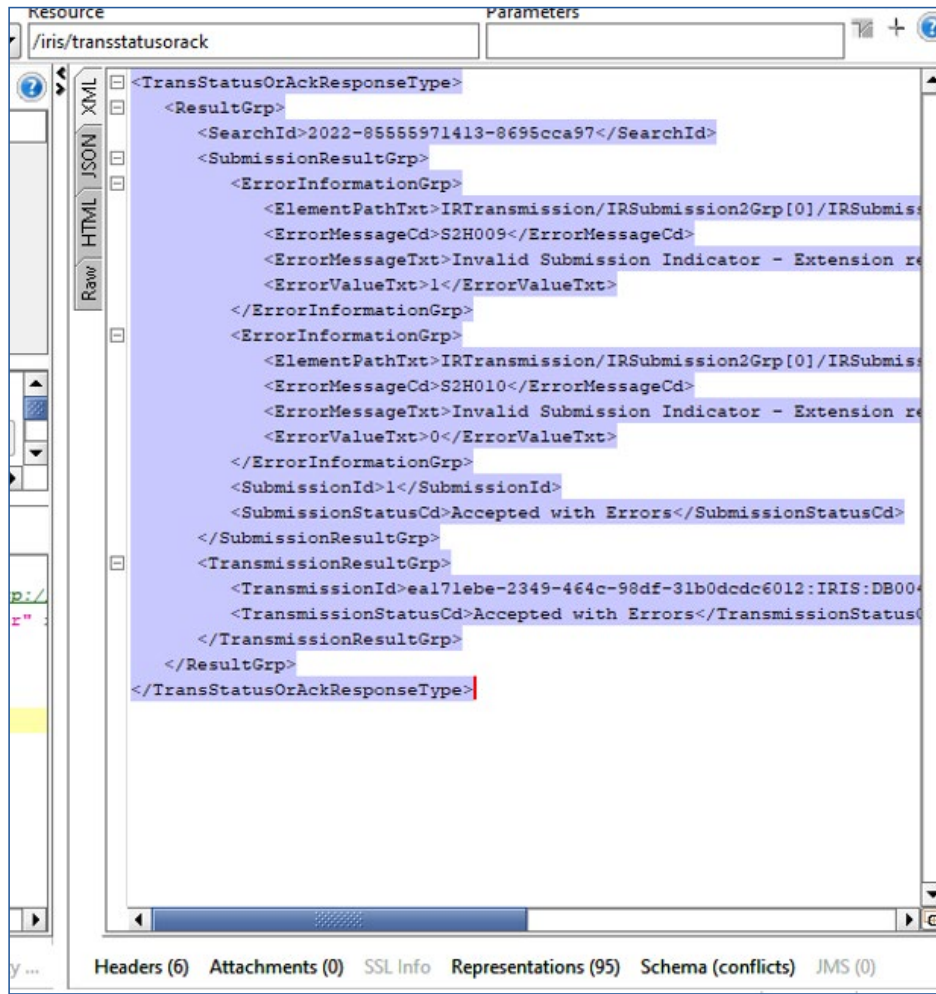 Resource
Parameters
/iris/transstatusorack
XML
JSON
HTML
Raw
<TransStatusOrAckResponseType>
<ResultGrp>
<SearchId>2022-85555971413-8695cca97</SearchId>
<SubmissionResultGrp>
<ErrorInformationGrp>
<ElementPathTxt>IRTransmission/IRSubmission2Grp[0]/IRSubmiss
<ErrorMessageCd>S2H009</ErrorMessageCd>
<ErrorMessageTxt>Invalid Submission Indicator - Extension re
<ErrorValueTxt>1</ErrorValueTxt>
</ErrorInformationGrp>
<ErrorInformationGrp>
<ElementPathTxt>IRTransmission/IRSubmission2Grp[0]/IRSubmiss
<ErrorMessageCd>S2H010</ErrorMessageCd>
<ErrorMessageTxt>Invalid Submission Indicator - Extension re
<ErrorValueTxt>0</ErrorValueTxt>
</ErrorInformationGrp>
<SubmissionId>1</SubmissionId>
<SubmissionStatusCd>Accepted with Errors</SubmissionStatusCd>
</SubmissionResultGrp>
<TransmissionResultGrp>
<TransmissionId>ea171ebe-2349-464c-98df-31b0dcdc6012:IRIS:DB004
<TransmissionStatusCd>Accepted with Errors</TransmissionStatus
</TransmissionResultGrp>
</ResultGrp>
</TransStatusOrAckResponseType>
p:/
r" :
y ...
Headers (6) Attachments (0) SSL Info Representations (95) Schema (conflicts) JMS (0)